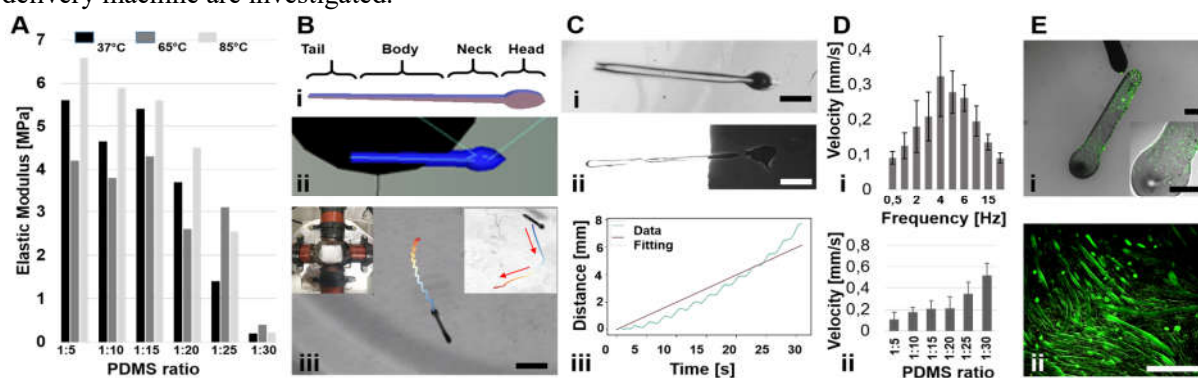 delivery machine are investigated.
A
7
6
5
4
3
2
1
0
Elastic Modulus [MPa]
37°C 65°C 85°C
1:5 1:10 1:15 1:20 1:25 1:30
PDMS ratio
B
Tail Body Neck Head
i
ii
iii
C
i
ii
8
6
4
2
0
Distance [mm]
Data
Fitting
0 5 10 15 20 25 30
Time [s]
iii
D
0,4
0,3
0,2
0,1
0
Velocity [mm/s]
0,5 2 4 6 15
Frequency [Hz]
i
0,8
0,6
0,4
0,2
0
Velocity [mm/s]
1:5
1:10
1:15
1:20
1:25
1:30
PDMS ratio
ii
E
i
ii